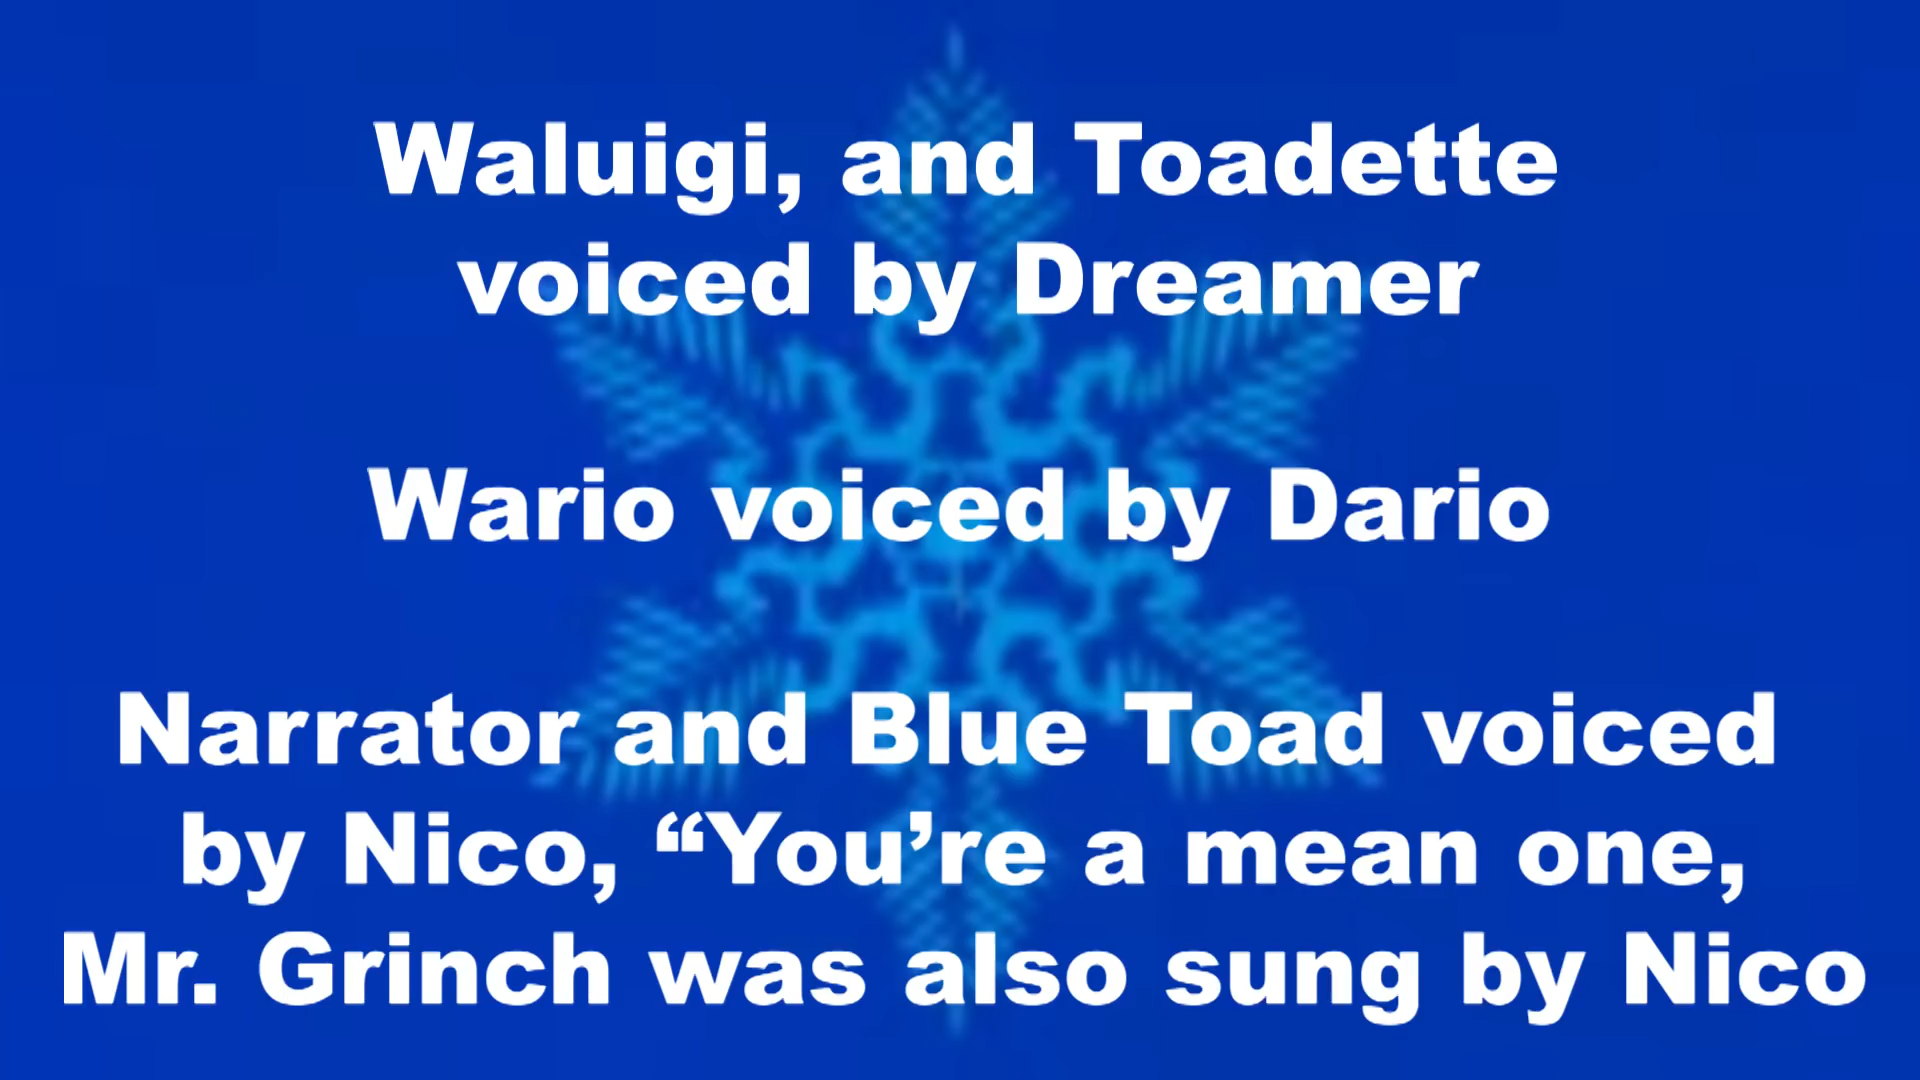 Waluigi, and Toadette
voiced by Dreamer
Wario voiced by Dario
Narrator and Blue Toad voiced
by Nico, “You’re a mean one,
Mr. Grinch was also sung by Nico